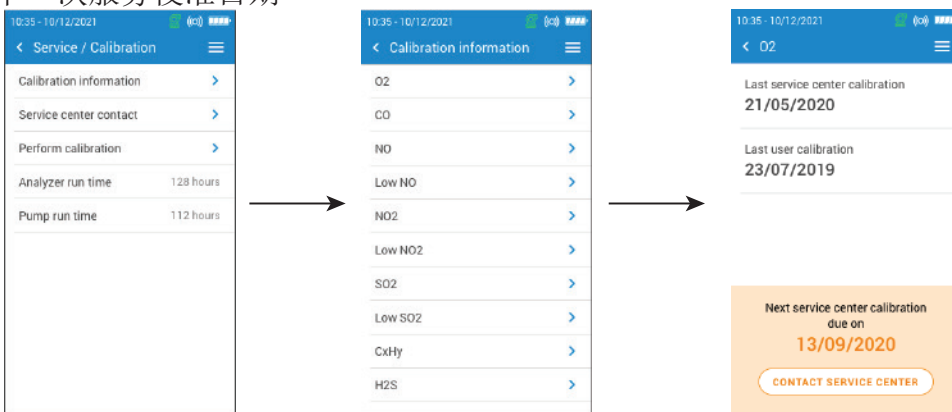 10:35 - 10/12/2021
Service / Calibration
Calibration information
Service center contact
Perform calibration
Analyzer run time 128 hours
Pump run time 112 hours
10:35 - 10/12/2021
Calibration information
O2
CO
NO
Low NO
NO2
Low NO2
SO2
Low SO2
CxHy
H2S
10:35 - 10/12/2021
O2
Last service center calibration
21/05/2020
Last user calibration
23/07/2019
Next service center calibration
due on
13/09/2020
CONTACT SERVICE CENTER